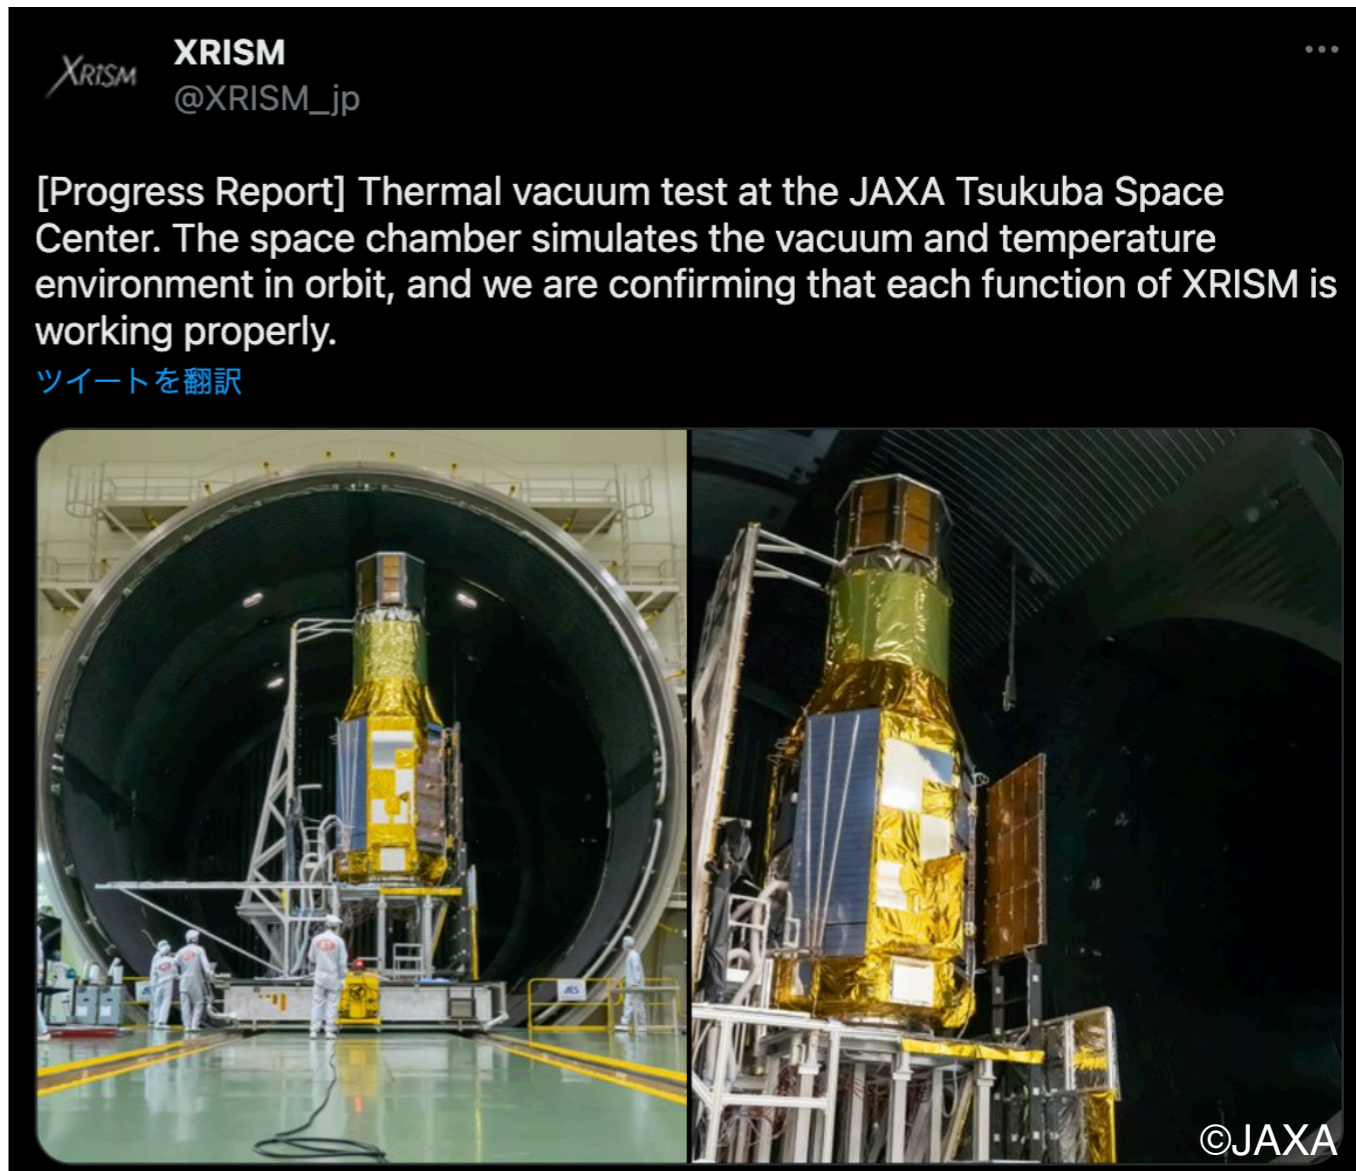 XRISM
XRISM
@XRISM_jp
[Progress Report] Thermal vacuum test at the JAXA Tsukuba Space
Center. The space chamber simulates the vacuum and temperature
environment in orbit, and we are confirming that each function of XRISM is
working properly.
ツイートを翻訳
AES
©JAXA